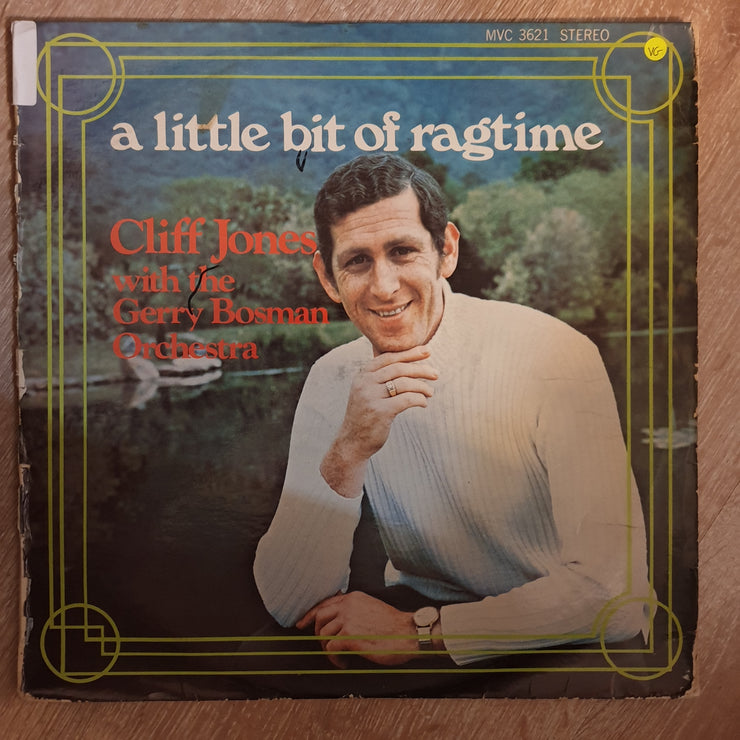 MVC 3621 STEREO
VG-
a little bit of ragtime
Cliff Jones
with the
Gerry Bosman
Orchestra